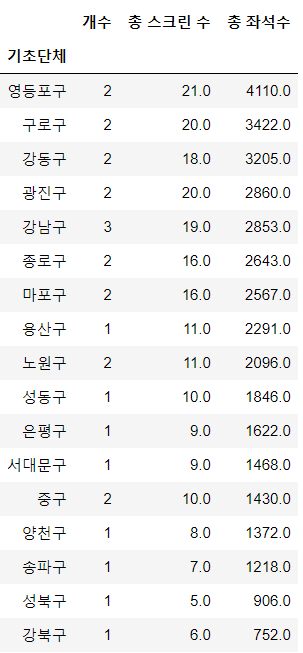 개수 총 스크린 수 총 좌석수
기초단체
영등포구 2 21.0 4110.0
구로구 2 20.0 3422.0
강동구 2 18.0 3205.0
광진구 2 20.0 2860.0
강남구 3 19.0 2853.0
종로구 2 16.0 2643.0
마포구 2 16.0 2567.0
용산구 1 11.0 2291.0
노원구 2 11.0 2096.0
성동구 1 10.0 1846.0
은평구 1 9.0 1622.0
서대문구 1 9.0 1468.0
중구 2 10.0 1430.0
양천구 1 8.0 1372.0
송파구 1 7.0 1218.0
성북구 1 5.0 906.0
강북구 1 6.0 752.0